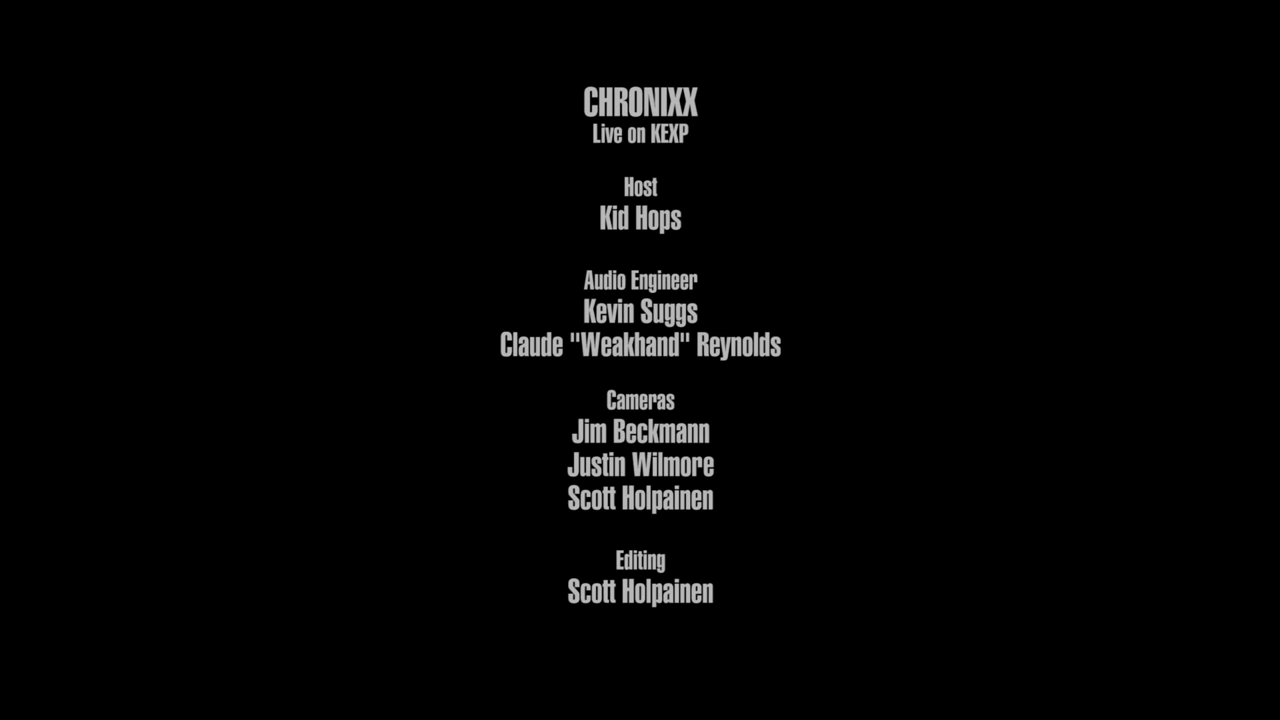 CHRONIXX
Live on KEXP
Host
Kid Hops
Audio Engineer
Kevin Suggs
Claude "Weakhand" Reynolds
Cameras
Jim Beckmann
Justin Wilmore
Scott Holpainen
Editing
Scott Holpainen